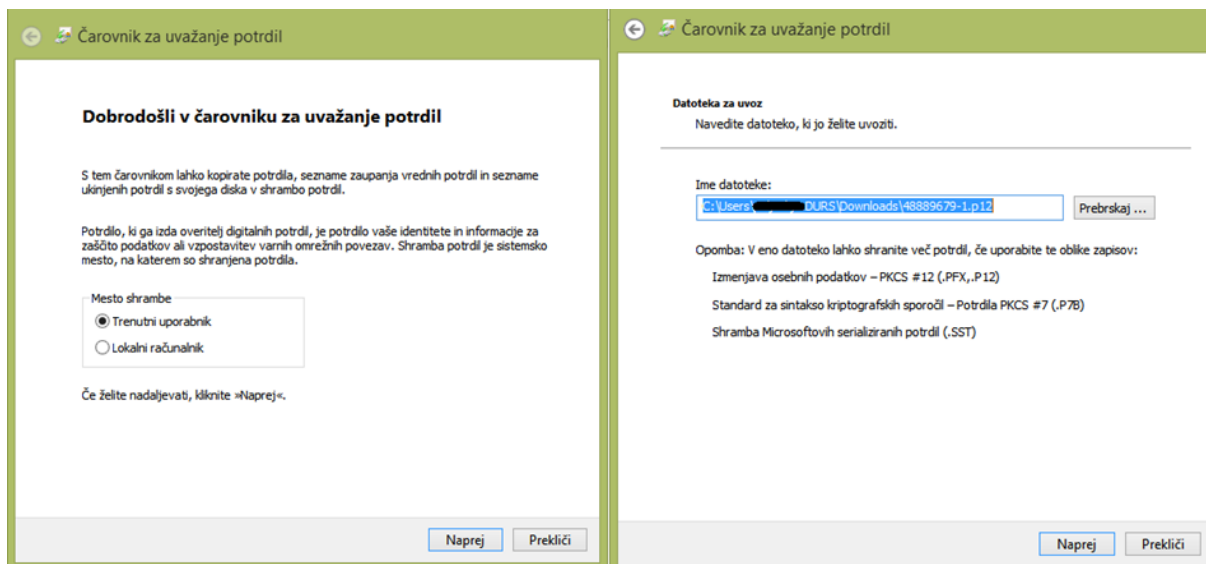 Čarovnik za uvažanje potrdil
Dobrodošli v čarovniku za uvažanje potrdil
S tem čarovnikom lahko kopirate potrdila, sezname zaupanja vrednih potrdil in sezname
ukinjenih potrdil s svojega diska v shrambo potrdil.
Potrdilo, ki ga izda overitelj digitalnih potrdil, je potrdilo vaše identitete in informacije za
zaščito podatkov ali vzpostavitev varnih omrežnih povezav. Shramba potrdil je sistemsko
mesto, na katerem so shranjena potrdila.
Mesto shrambe
Trenutni uporabnik
Lokalni računalnik
Če želite nadaljevati, kliknite »Naprej«.
Naprej
Prekliči
Čarovnik za uvažanje potrdil
Datoteka za uvoz
Navedite datoteko, ki jo želite uvoziti.
Ime datoteke:
C:\Users\ DURS\Downloads\48889679-1.p12
Prebrskaj ...
Opomba: V eno datoteko lahko shranite več potrdil, če uporabite te oblike zapisov:
Izmenjava osebnih podatkov – PKCS #12 (.PFX,.P12)
Standard za sintakso kriptografskih sporočil – Potrdila PKCS #7 (.P7B)
Shramba Microsoftovih serializiranih potrdil (.SST)
Naprej
Prekliči